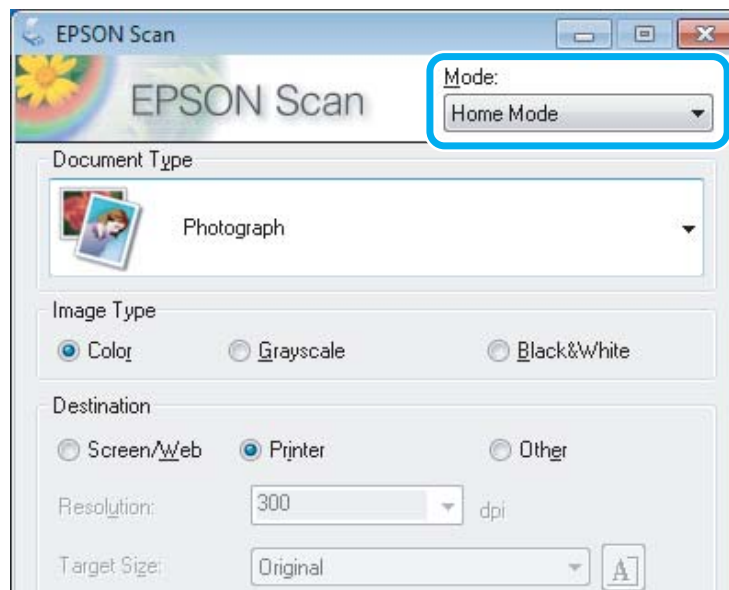 EPSON Scan
EPSON Scan
Mode:
Home Mode
Document Type
Photograph
Image Type
Color Grayscale Black&White
Destination
Screen/Web Printer Other
Resolution: 300 dpi
Target Size: Original A